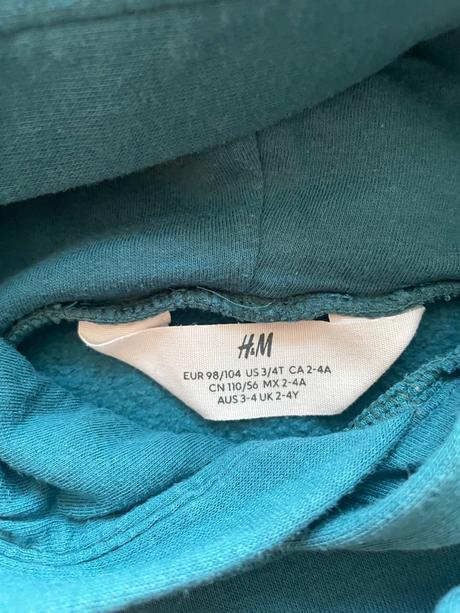 H&M
EUR 98/104 US 3/4T CA 2-4A
CN 110/56 MX 2-4A
AUS 3-4 UK 2-4Y